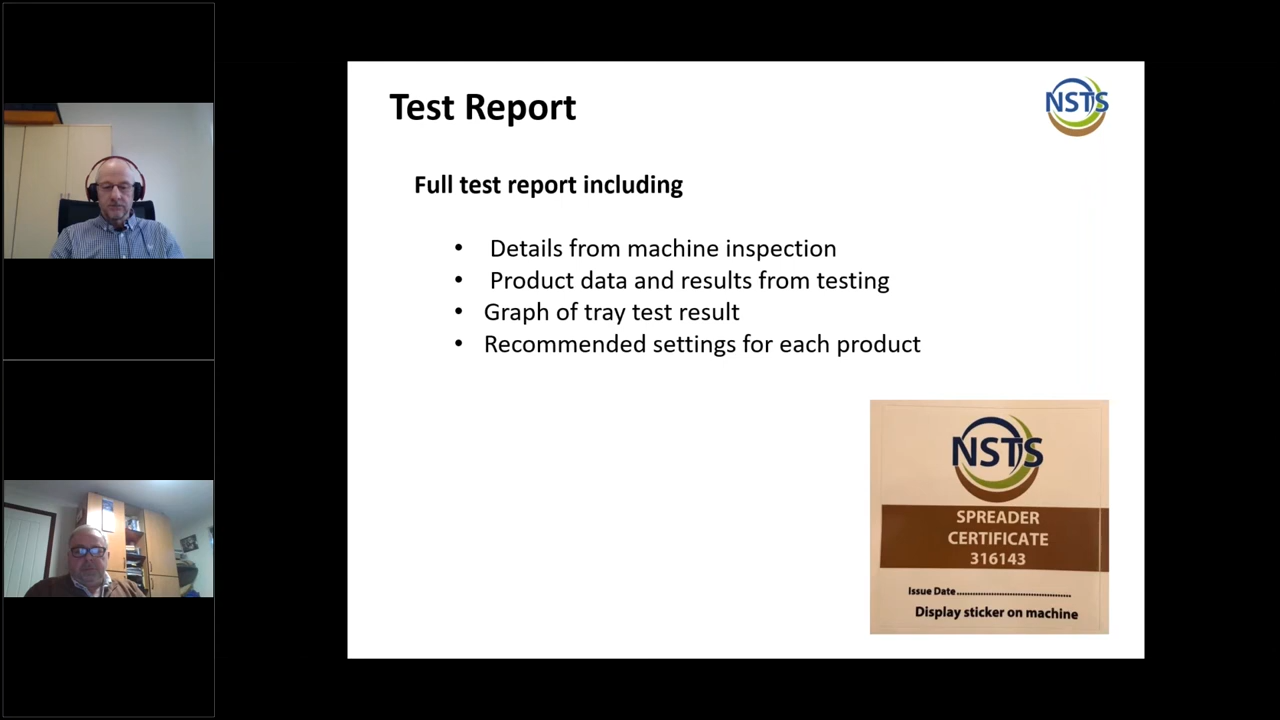 Test Report
NSTS
Full test report including
• Details from machine inspection
• Product data and results from testing
• Graph of tray test result
• Recommended settings for each product
NSTS
SPREADER
CERTIFICATE
316143
Issue Date............................................
Display sticker on machine